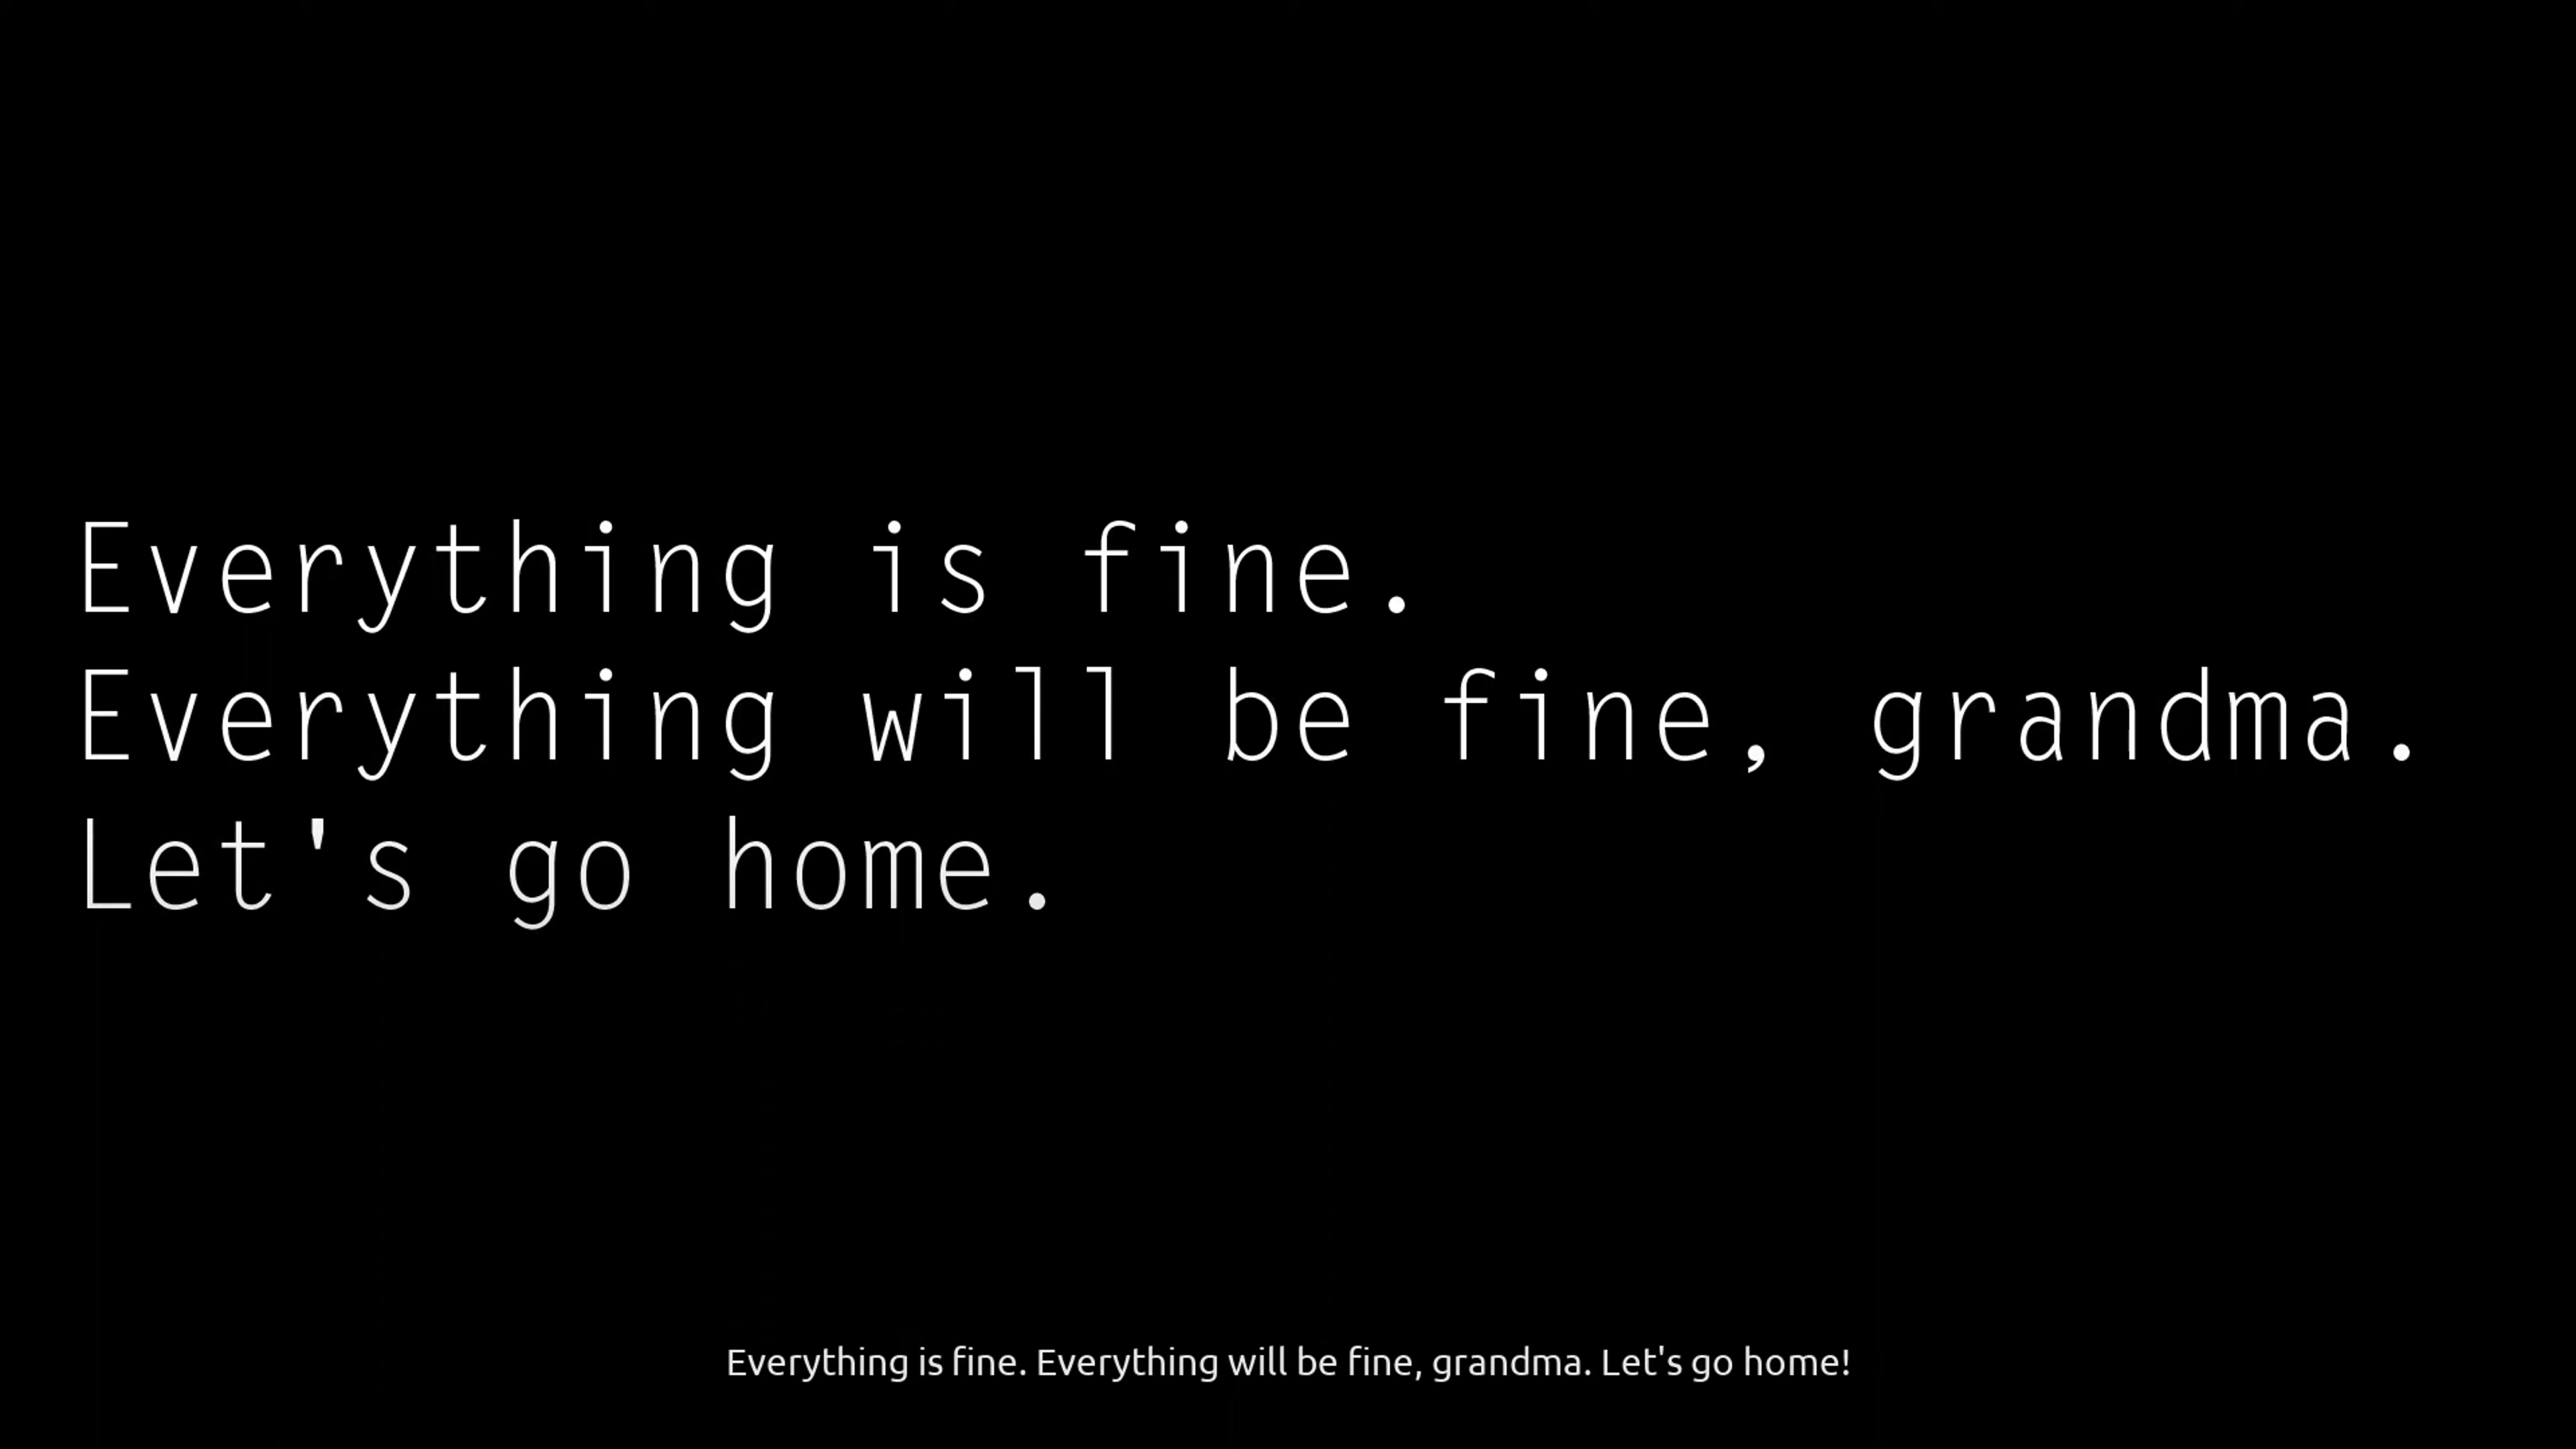 Everything is fine.
Everything will be fine, grandma.
Let's go home.
Everything is fine. Everything will be fine, grandma. Let's go home!